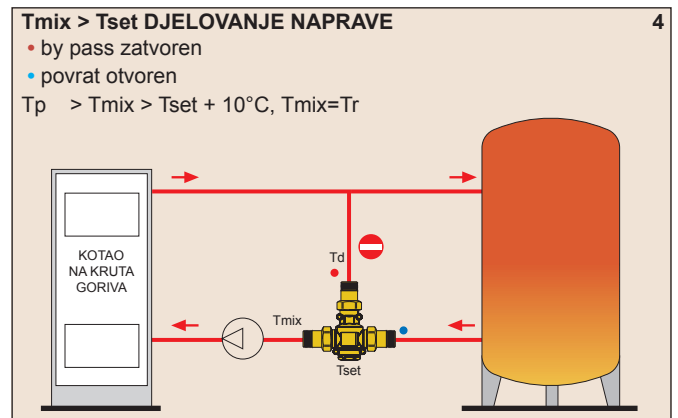 Tmix > Tset DJELOVANJE NAPRAVE 4
• by pass zatvoren
• povrat otvoren
Tp > Tmix > Tset + 10°C, Tmix=Tr
KOTAO
NA KRUTA
GORIVA
Td
Tmix
Tset